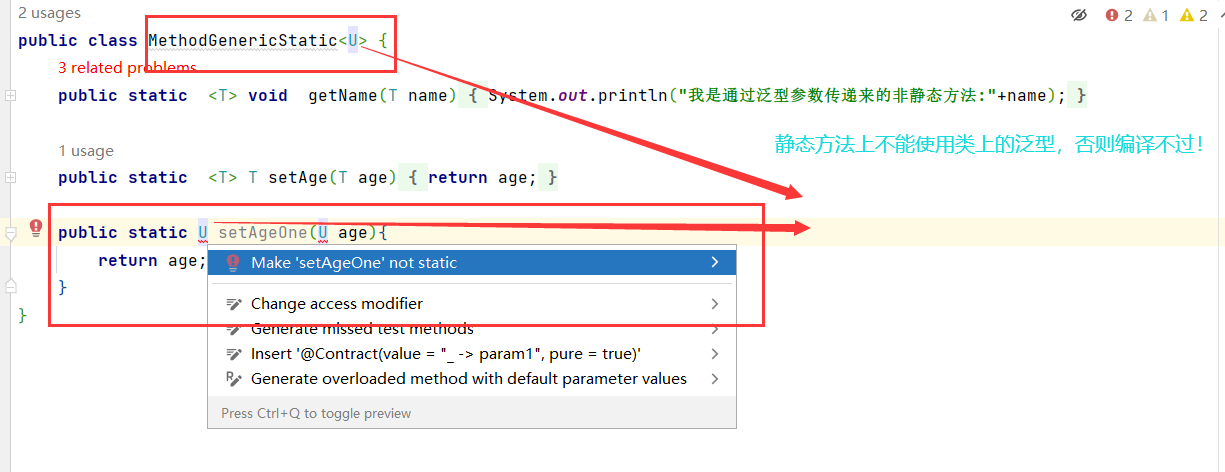 2 usages
2 1 2
public class MethodGenericStatic<U> {
3 related problems
public static <T> void getName(T name) { System.out.println("我是通过泛型参数传递来的非静态方法:"+name); }
静态方法上不能使用类上的泛型，否则编译不过！
1 usage
public static <T> T setAge(T age) { return age; }
public static U setAgeOne(U age){
return age;
}
}
Make 'setAgeOne' not static
Change access modifier
Generate missed test methods
Insert '@Contract(value = "_ -> param1", pure = true)'
Generate overloaded method with default parameter values
Press Ctrl+Q to toggle preview